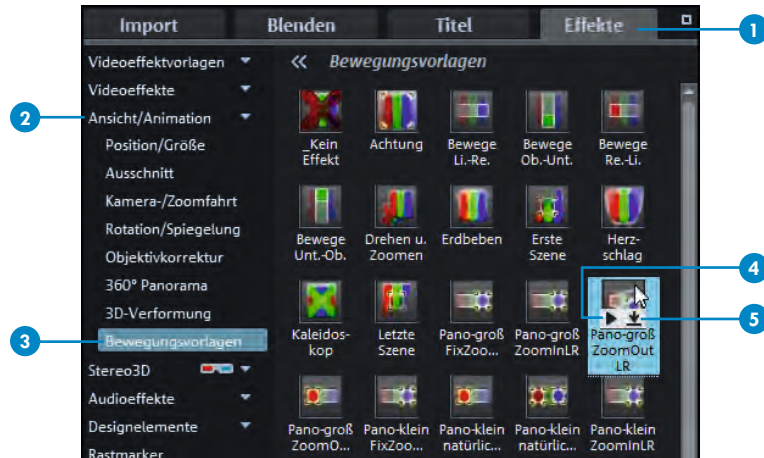 Import Blenden Titel Effekte
1
Videoeffektvorlagen
« Bewegungsvorlagen
Videoeffekte
2
Ansicht/Animation
Position/Größe
Ausschnitt
Kamera-/Zoomfahrt
Rotation/Spiegelung
Objektivkorrektur
360° Panorama
3D-Verformung
3
Bewegungsvorlagen
Stereo3D
Audioeffekte
Designelemente
Rastmarker
_Kein Achtung Bewege Bewege Bewege
Effekt Li.-Re. Ob.-Unt. Re.-Li.
Bewege Drehen u. Erdbeben Erste Herz-
Unt.-Ob. Zoomen Szene schlag
4
5
Kaleidos- Letzte Pano-groß Pano-groß Pano-groß
kop Szene FixZoo... ZoomInLR ZoomOut
LR
Pano-groß Pano-klein Pano-klein Pano-klein Pano-klein
ZoomO... FixZoo... natürlic... natürlic... ZoomInLR